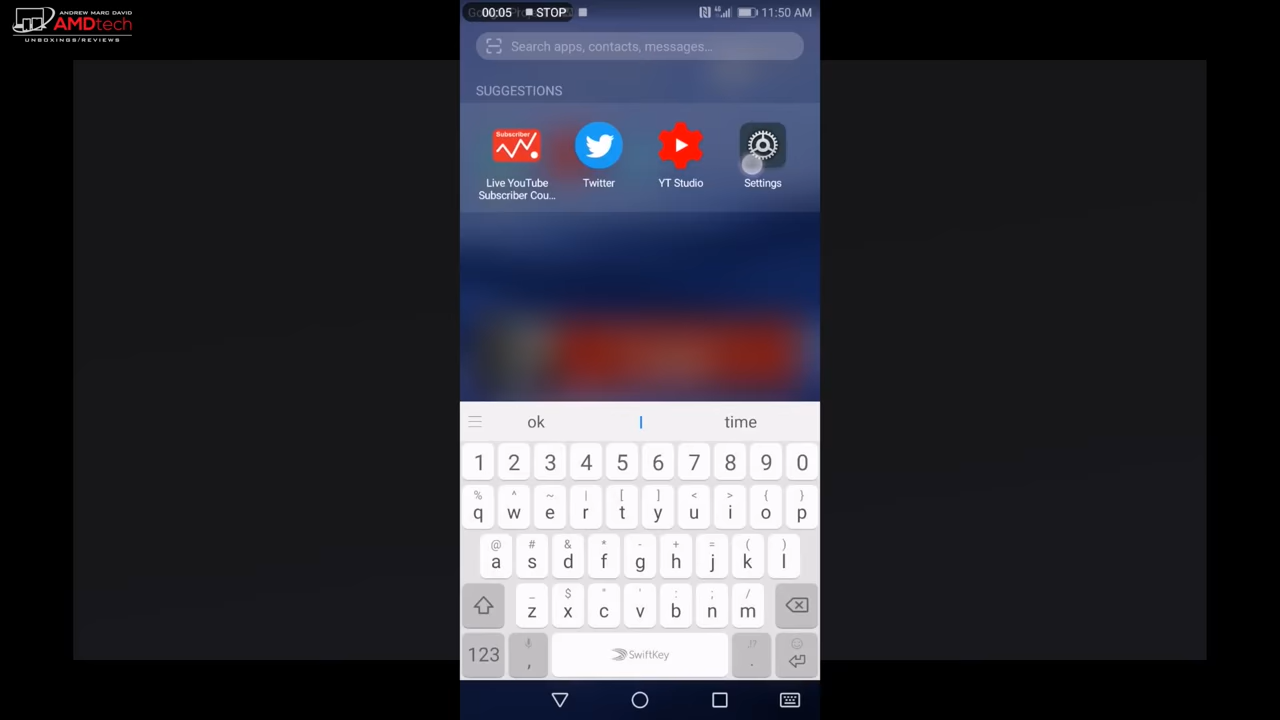 ANDREW MARC DAVID
AMDtech
UNBOXINGS/REVIEWS
00:05 STOP
11:50 AM
Search apps, contacts, messages...
SUGGESTIONS
Subscriber
Live YouTube
Subscriber Cou...
Twitter
YT Studio
Settings
ok
time
1 2 3 4 5 6 7 8 9 0
% ^ ~ | [ ] < > { }
q w e r t y u i o p
@ # & * - + = ( )
a s d f g h j k l
_ $ " ' : ; /
z x c v b n m
123 , SwiftKey .